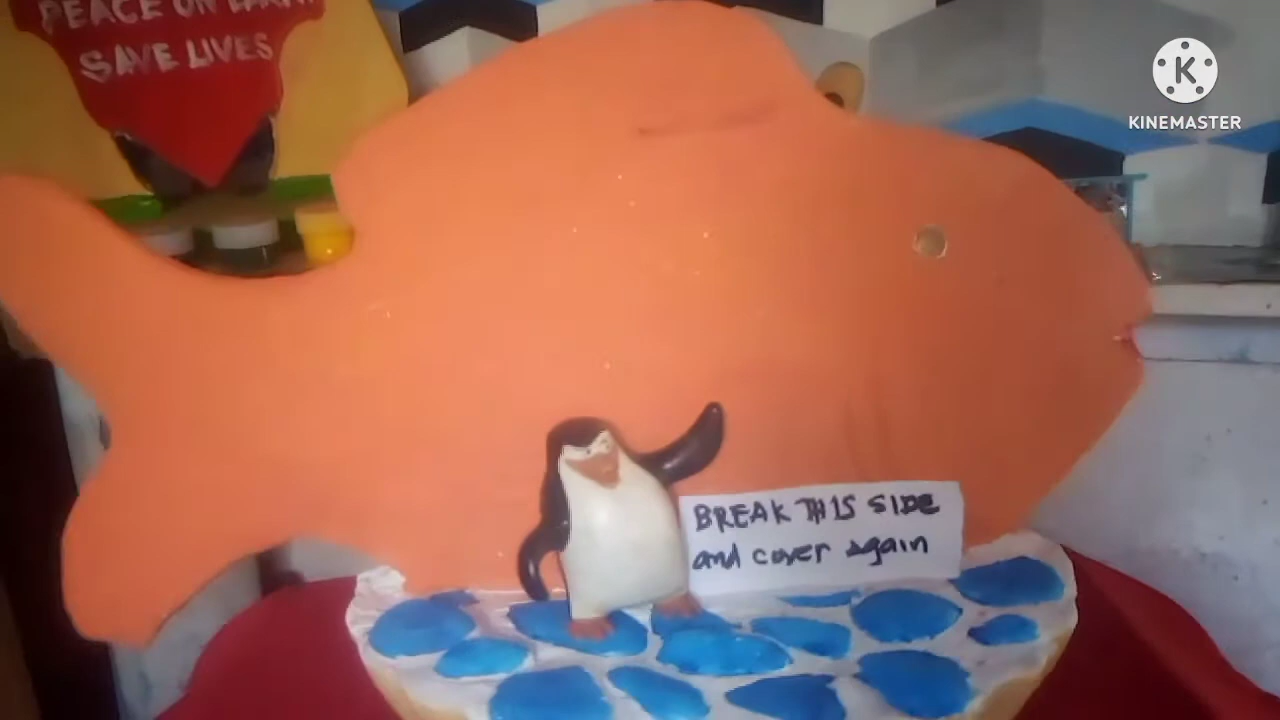 PEACE ON EARTH
SAVE LIVES
KINEMASTER
BREAK THIS SIDE
and cover again